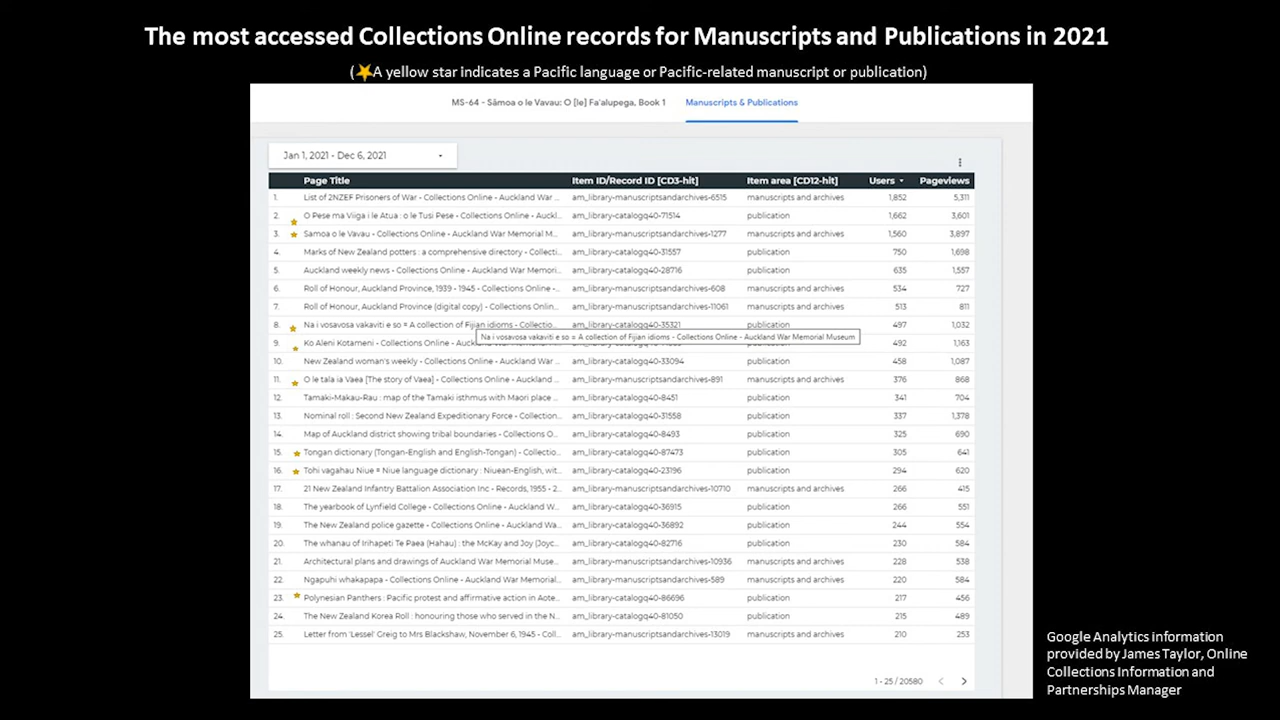 The most accessed Collections Online records for Manuscripts and Publications in 2021
(A yellow star indicates a Pacific language or Pacific-related manuscript or publication)
MS-64 - Sāmoa o le Vavau: O [le] Fa'alupega, Book 1 Manuscripts & Publications
Jan 1, 2021 - Dec 6, 2021
Page Title Item ID/Record ID [CD3-hit] Item area [CD12-hit] Users Pageviews
1. List of 2NZEF Prisoners of War - Collections Online - Auckland War ... am_library-manuscriptsandarchives-6515 manuscripts and archives 1,852 5,311
2. O Pese ma Viiga i le Atua : o le Tusi Pese - Collections Online - Auckl... am_library-catalogq40-71514 publication 1,662 3,601
3. Samoa o le Vavau - Collections Online - Auckland War Memorial M... am_library-manuscriptsandarchives-1277 manuscripts and archives 1,560 3,897
4. Marks of New Zealand potters : a comprehensive directory - Collecti... am_library-catalogq40-31557 publication 750 1,698
5. Auckland weekly news - Collections Online - Auckland War Memori... am_library-catalogq40-28716 publication 635 1,557
6. Roll of Honour, Auckland Province, 1939 - 1945 - Collections Online -... am_library-manuscriptsandarchives-608 manuscripts and archives 534 727
7. Roll of Honour, Auckland Province (digital copy) - Collections Onlin... am_library-manuscriptsandarchives-11061 manuscripts and archives 513 811
8. Na i vosavosa vakaviti e so = A collection of Fijian idioms - Collectio... am_library-catalogq40-35321 publication 497 1,032
Na i vosavosa vakaviti e so = A collection of Fijian idioms - Collections Online - Auckland War Memorial Museum
9. Ko Aleni Kotameni - Collections Online - 492 1,163
10. New Zealand woman's weekly - Collections Online - Auckland War ... am_library-catalogq40-33094 publication 458 1,087
11. O le tala ia Vaea [The story of Vaea] - Collections Online - Auckland ... am_library-manuscriptsandarchives-891 manuscripts and archives 376 868
12. Tamaki-Makau-Rau : map of the Tamaki isthmus with Maori place ... am_library-catalogq40-8451 publication 341 704
13. Nominal roll : Second New Zealand Expeditionary Force - Collection... am_library-catalogq40-31558 publication 337 1,378
14. Map of Auckland district showing tribal boundaries - Collections O... am_library-catalogq40-8493 publication 325 690
15. Tongan dictionary (Tongan-English and English-Tongan) - Collectio... am_library-catalogq40-87473 publication 305 641
16. Tohi vagahau Niue = Niue language dictionary : Niuean-English, wit... am_library-catalogq40-23196 publication 294 620
17. 21 New Zealand Infantry Battalion Association Inc - Records, 1955 - 2... am_library-manuscriptsandarchives-10710 manuscripts and archives 266 415
18. The yearbook of Lynfield College - Collections Online - Auckland W... am_library-catalogq40-36915 publication 266 551
19. The New Zealand police gazette - Collections Online - Auckland Wa... am_library-catalogq40-36892 publication 244 554
20. The whanau of Irihapeti Te Paea (Hahau) : the McKay and Joy (Joyc... am_library-catalogq40-82716 publication 230 584
21. Architectural plans and drawings of Auckland War Memorial Muse... am_library-manuscriptsandarchives-10936 manuscripts and archives 228 538
22. Ngapuhi whakapapa - Collections Online - Auckland War Memorial... am_library-manuscriptsandarchives-589 manuscripts and archives 220 584
23. Polynesian Panthers : Pacific protest and affirmative action in Aote... am_library-catalogq40-86696 publication 217 456
24. The New Zealand Korea Roll : honouring those who served in the N... am_library-catalogq40-81050 publication 215 489
25. Letter from 'Lessel' Greig to Mrs Blackshaw, November 6, 1945 - Coll... am_library-manuscriptsandarchives-13019 manuscripts and archives 210 253
1 - 25 / 20580
Google Analytics information
provided by James Taylor, Online
Collections Information and
Partnerships Manager